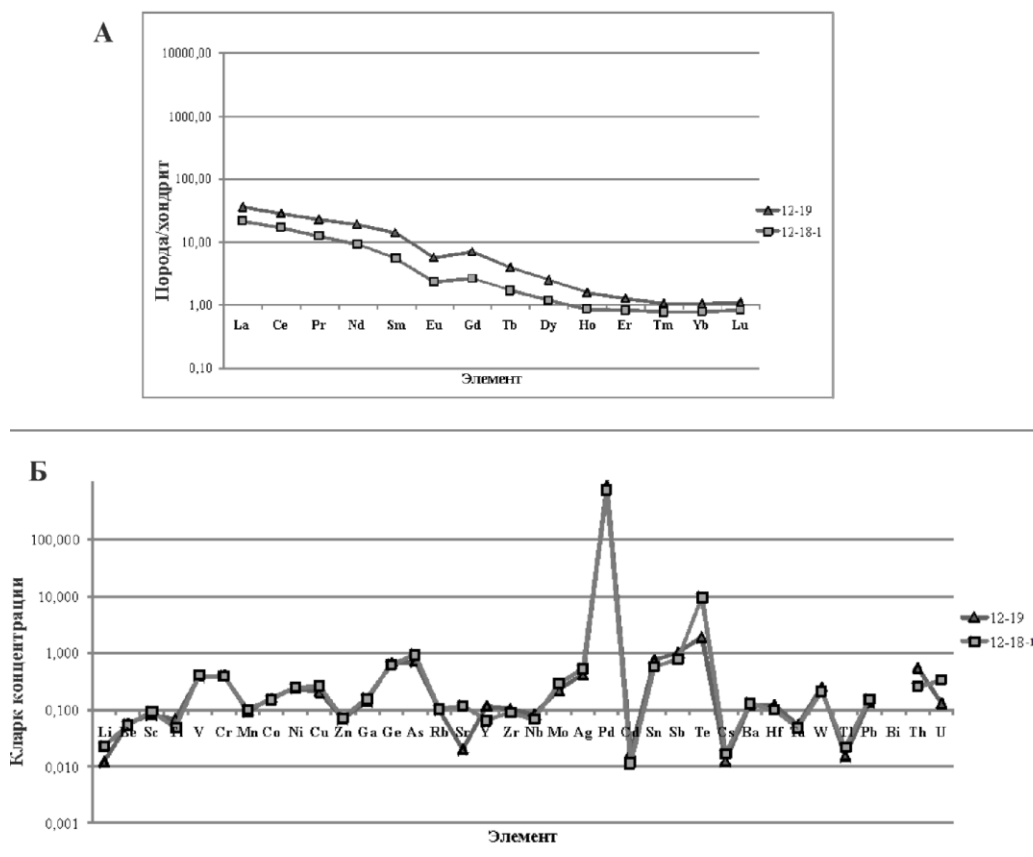 А
Порода/хондрит
10000,00
1000,00
100,00
10,00
1,00
0,10
La Ce Pr Nd Sm Eu Gd Tb Dy Ho Er Tm Yb Lu
Элемент
12-19
12-18-1
Б
Кларк концентрации
100,000
10,000
1,000
0,100
0,010
0,001
Li Be Sc V Cr Mn Co Ni Cu Zn Ga Ge As Rb Sr Y Zr Nb Mo Ag Pd Cd Sn Sb Te Cs Ba Hf W Tl Pb Bi Th U
Элемент
12-19
12-18-1